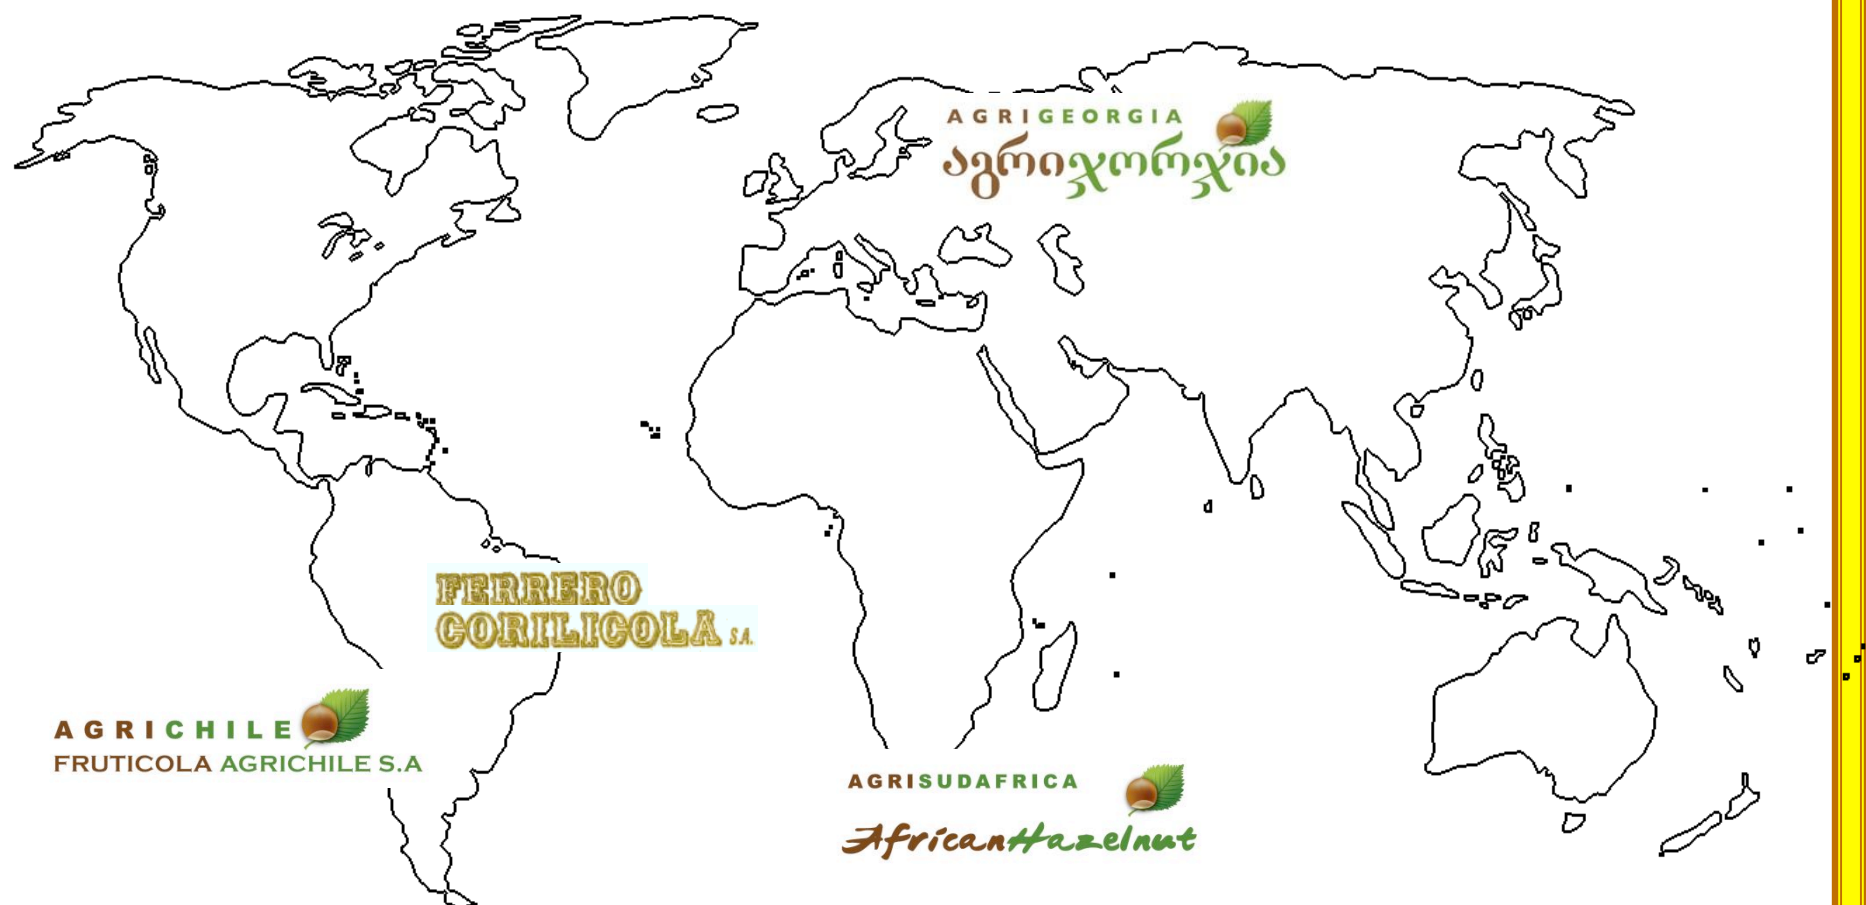 AGRIGEORGIA
აგრიჯორჯია
FERRERO
CORILICOLA S.A.
AGRICHILE
FRUTICOLA AGRICHILE S.A
AGRISUDAFRICA
AfricanHazelnut